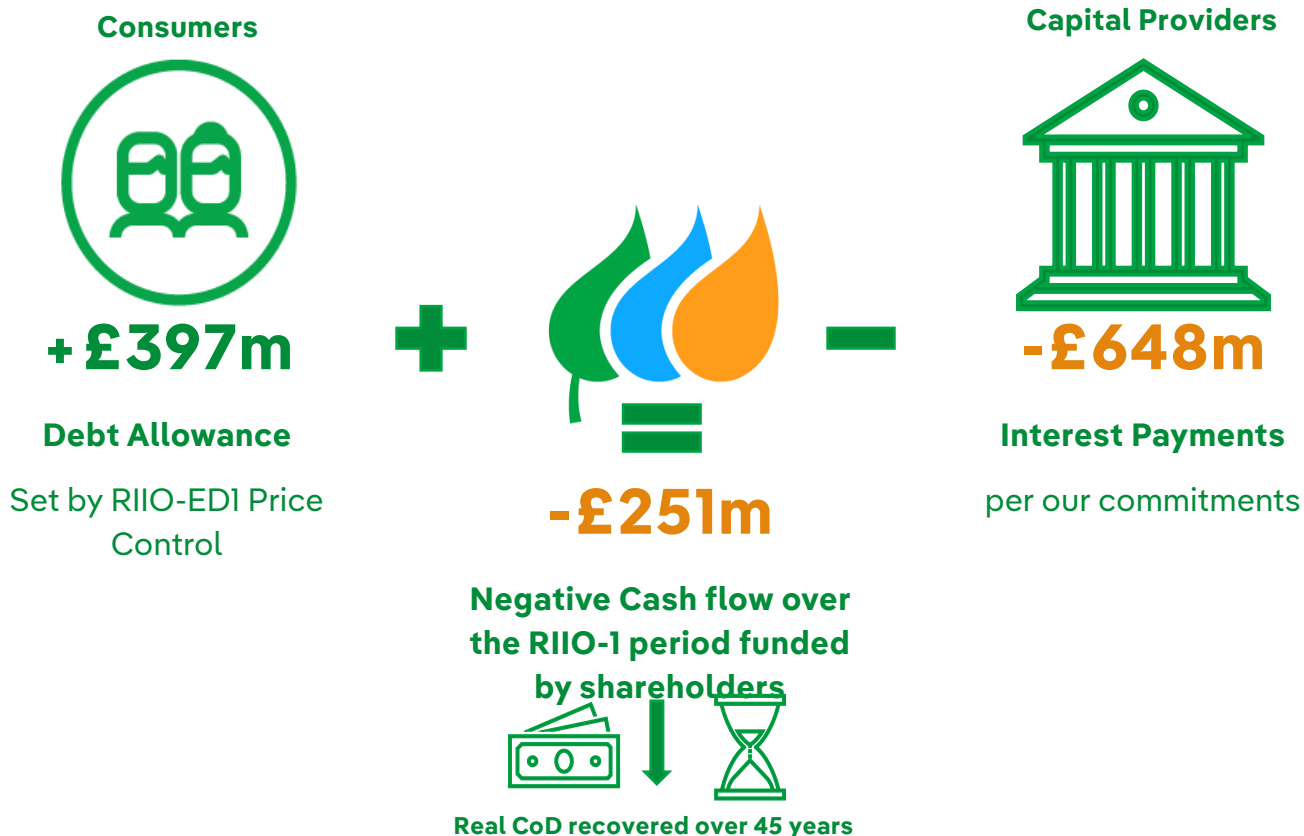 Consumers
+£397m
Debt Allowance
Set by RIIO-ED1 Price
Control
Capital Providers
-£648m
Interest Payments
per our commitments
-£251m
Negative Cash flow over
the RIIO-1 period funded
by shareholders
Real CoD recovered over 45 years